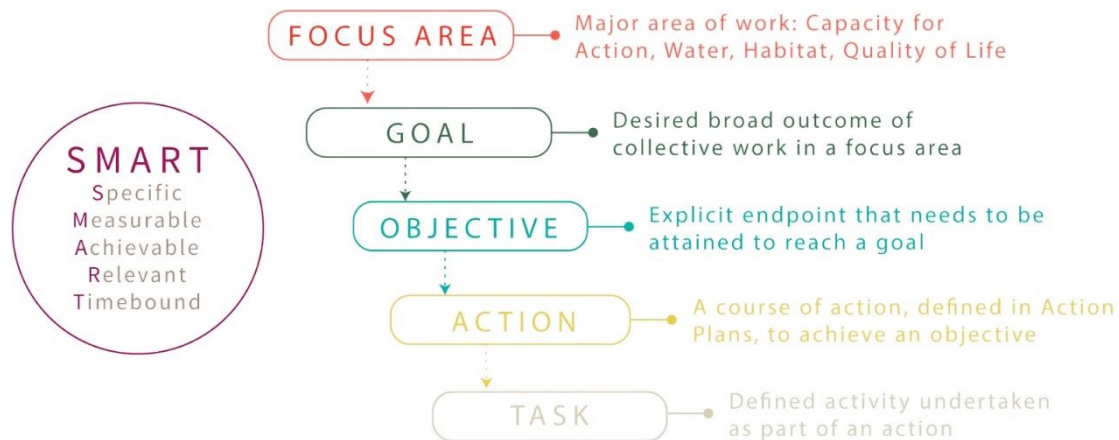 FOCUS AREA
Major area of work: Capacity for
Action, Water, Habitat, Quality of Life
GOAL
Desired broad outcome of
collective work in a focus area
SMART
Specific
Measurable
Achievable
Relevant
Timebound
OBJECTIVE
Explicit endpoint that needs to be
attained to reach a goal
ACTION
A course of action, defined in Action
Plans, to achieve an objective
TASK
Defined activity undertaken
as part of an action